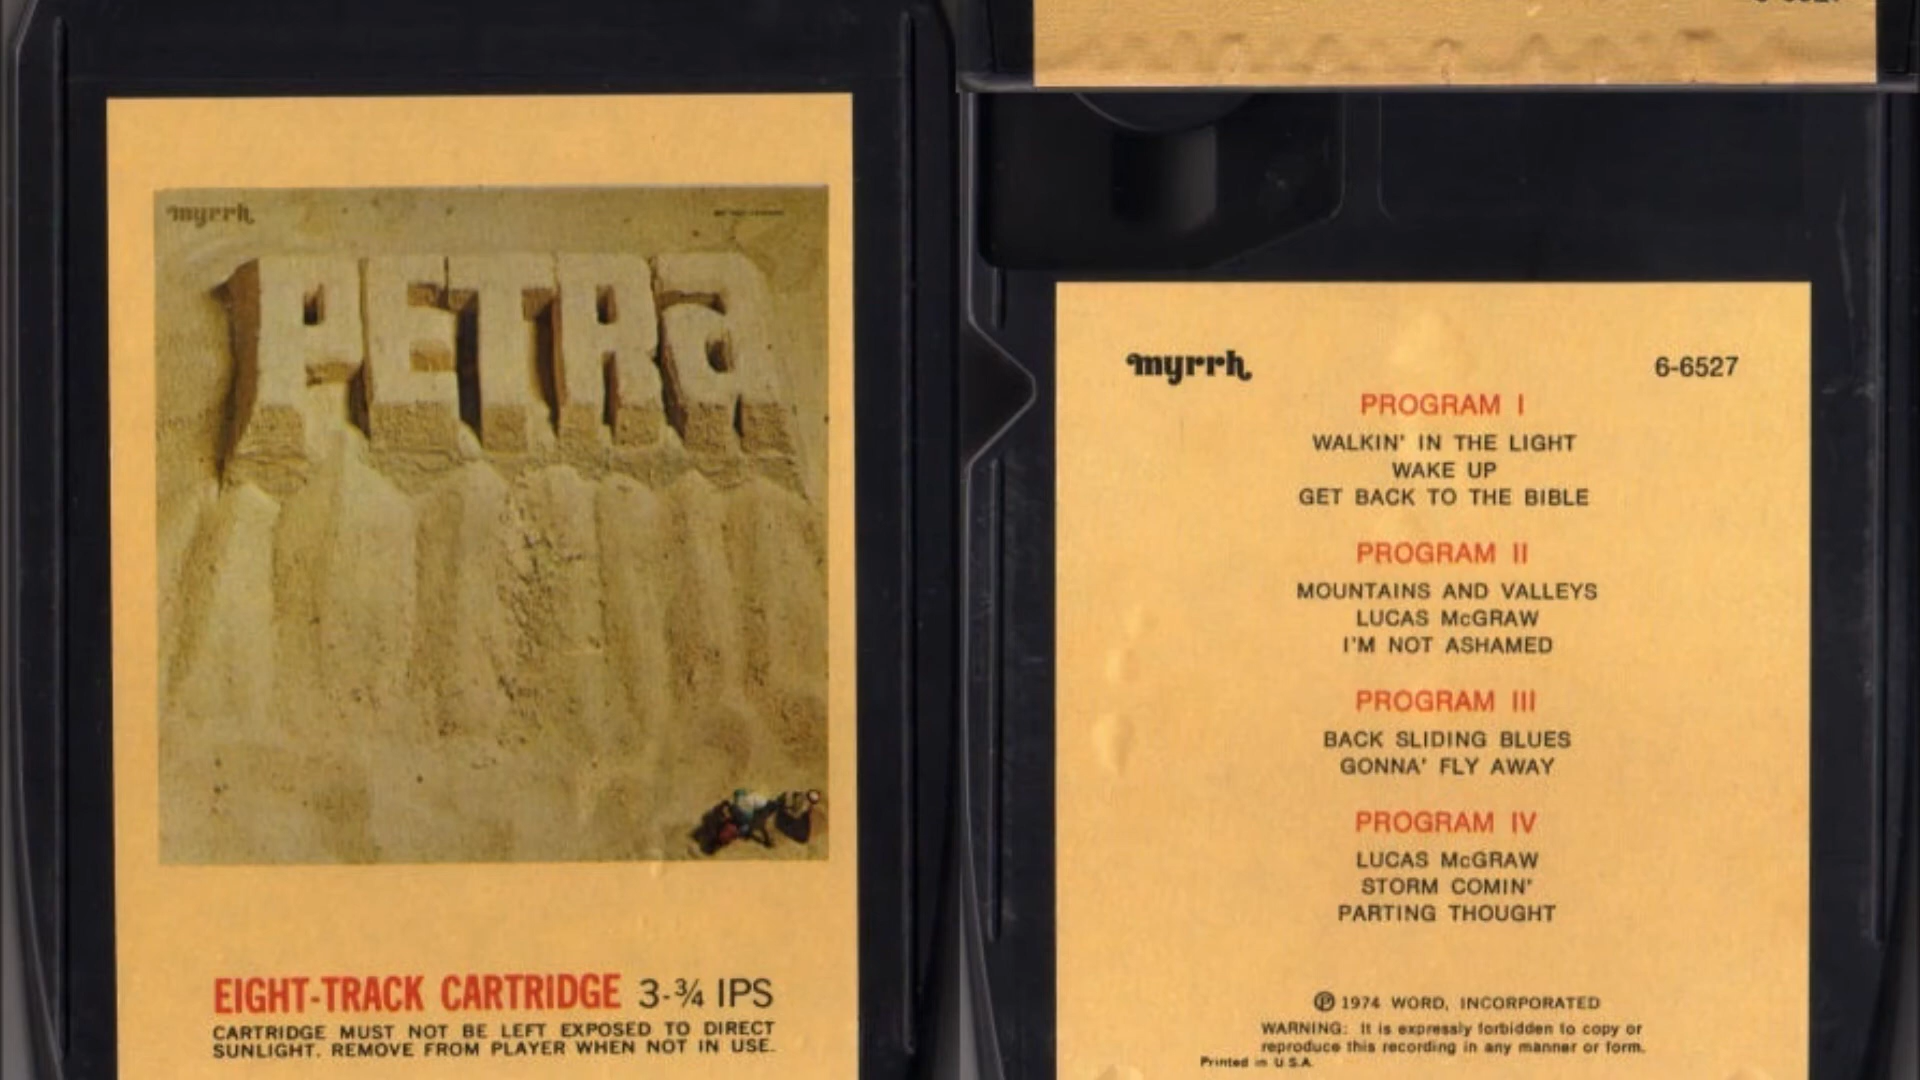 myrrh
PETRa
EIGHT-TRACK CARTRIDGE 3-¾ IPS
CARTRIDGE MUST NOT BE LEFT EXPOSED TO DIRECT
SUNLIGHT. REMOVE FROM PLAYER WHEN NOT IN USE.
myrrh 6-6527
PROGRAM I
WALKIN' IN THE LIGHT
WAKE UP
GET BACK TO THE BIBLE
PROGRAM II
MOUNTAINS AND VALLEYS
LUCAS McGRAW
I'M NOT ASHAMED
PROGRAM III
BACK SLIDING BLUES
GONNA' FLY AWAY
PROGRAM IV
LUCAS McGRAW
STORM COMIN'
PARTING THOUGHT
℗ 1974 WORD, INCORPORATED
WARNING: It is expressly forbidden to copy or
reproduce this recording in any manner or form.
Printed in U.S.A.